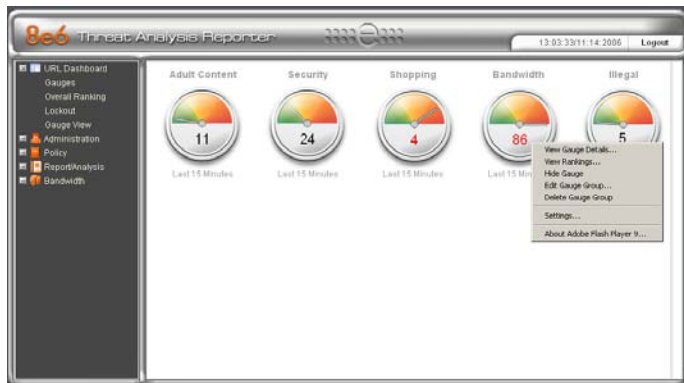 8e6 Threat Analysis Reporter
13:03:33/11:14:2006 Logout
URL Dashboard
Gauges
Overall Ranking
Lockout
Gauge View
Administration
Policy
Report/Analysis
Bandwidth
Adult Content Security Shopping Bandwidth Illegal
11 24 4 86 5
Last 15 Minutes Last 15 Minutes Last 15 Min
View Gauge Details...
View Rankings...
Hide Gauge
Edit Gauge Group...
Delete Gauge Group
Settings...
About Adobe Flash Player 9...